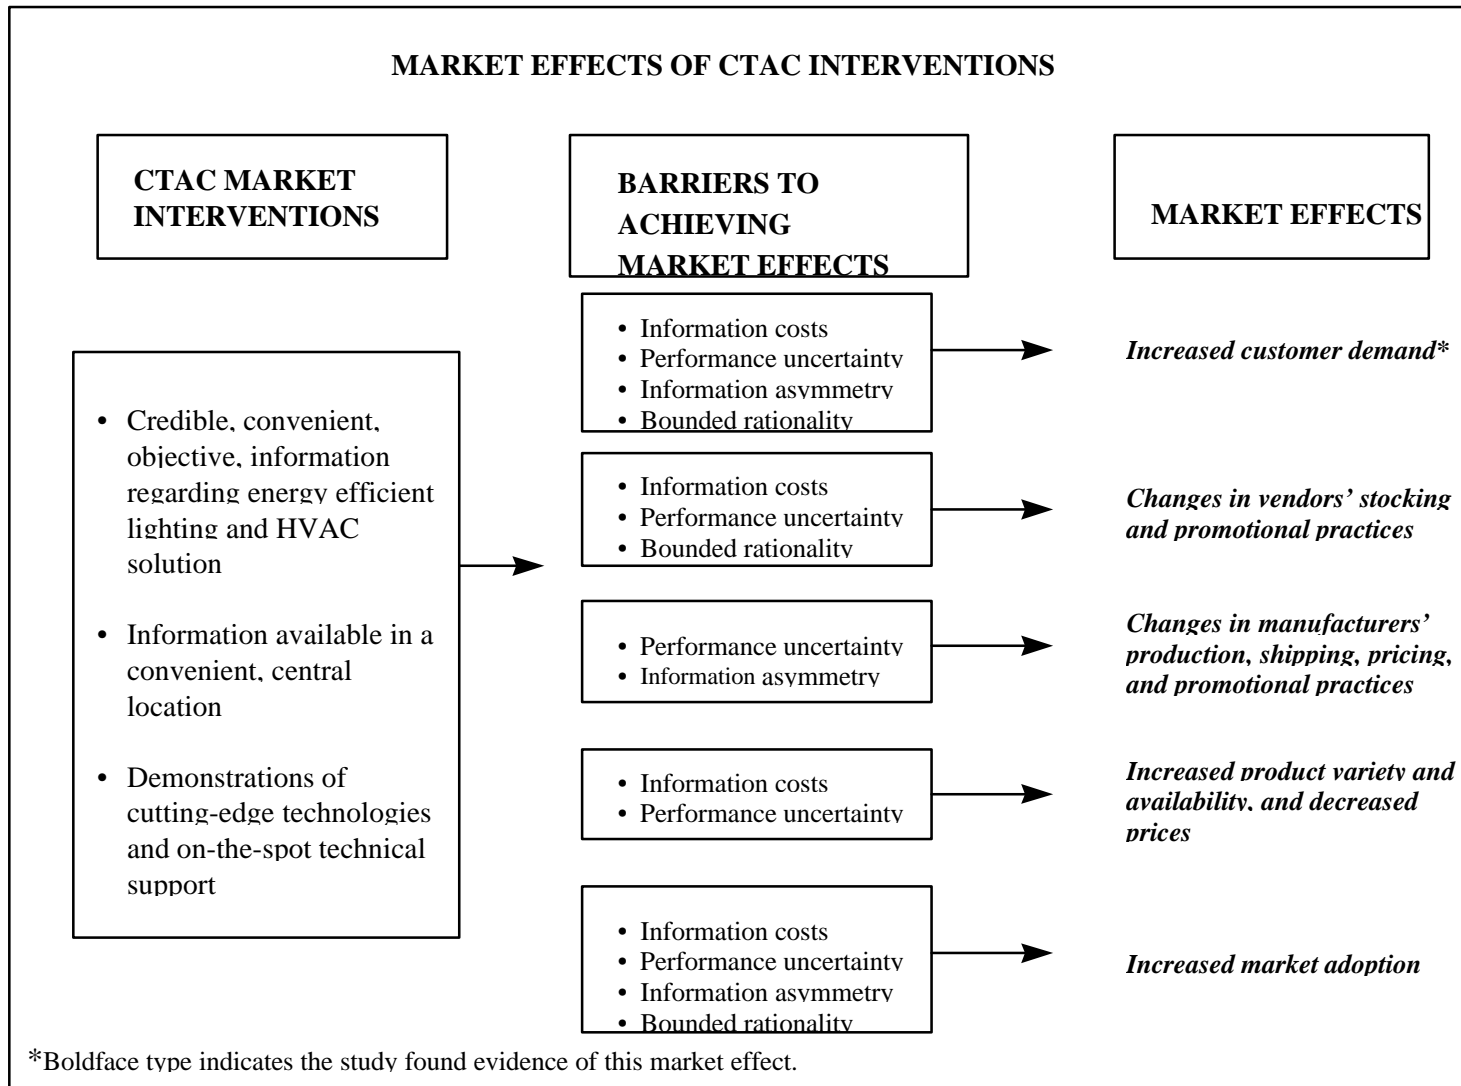 MARKET EFFECTS OF CTAC INTERVENTIONS
CTAC MARKET
INTERVENTIONS
BARRIERS TO
ACHIEVING
MARKET EFFECTS
MARKET EFFECTS
• Credible, convenient,
objective, information
regarding energy efficient
lighting and HVAC
solution
• Information available in a
convenient, central
location
• Demonstrations of
cutting-edge technologies
and on-the-spot technical
support
• Information costs
• Performance uncertainty
• Information asymmetry
• Bounded rationality
Increased customer demand*
• Information costs
• Performance uncertainty
• Bounded rationality
Changes in vendors’ stocking
and promotional practices
• Performance uncertainty
• Information asymmetry
Changes in manufacturers’
production, shipping, pricing,
and promotional practices
• Information costs
• Performance uncertainty
Increased product variety and
availability, and decreased
prices
• Information costs
• Performance uncertainty
• Information asymmetry
• Bounded rationality
Increased market adoption
*Boldface type indicates the study found evidence of this market effect.